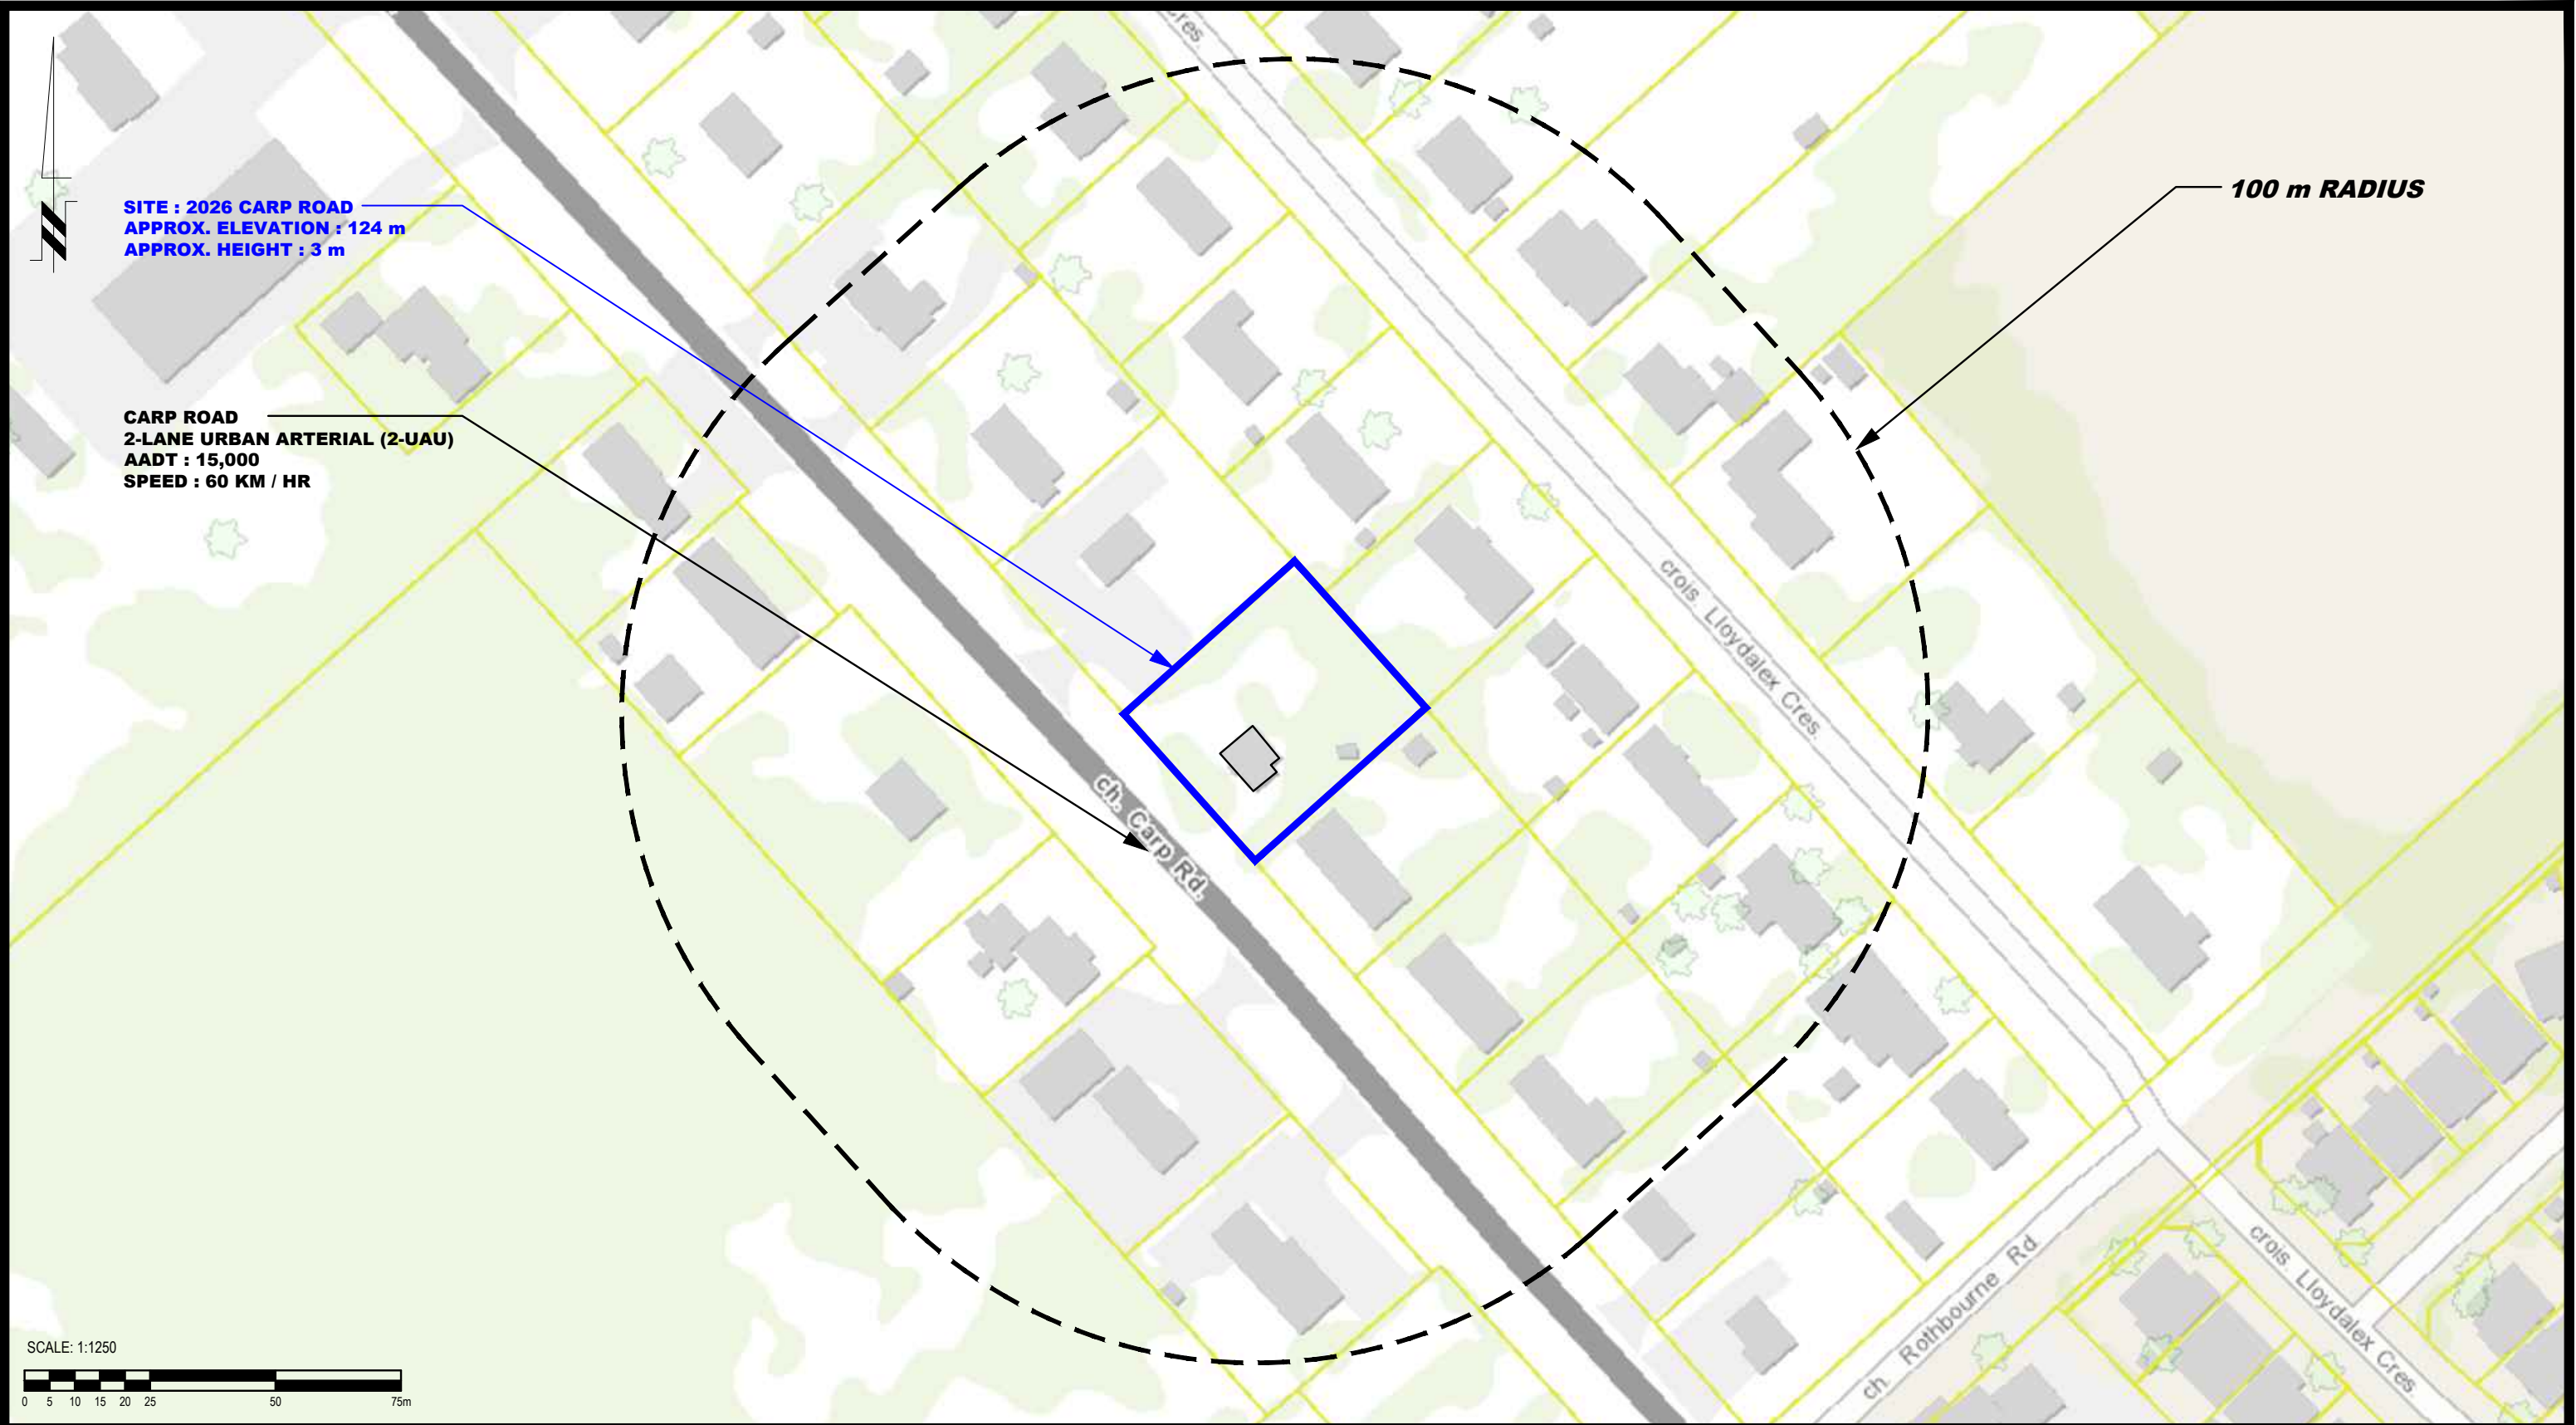 Cres.
100 m RADIUS
SITE : 2026 CARP ROAD
APPROX. ELEVATION : 124 m
APPROX. HEIGHT : 3 m
CARP ROAD
2-LANE URBAN ARTERIAL (2-UAU)
AADT : 15,000
SPEED : 60 KM / HR
crois. Lloydalex Cres.
ch. Carp Rd.
ch. Rothbourne Rd
crois. Lloydalex Cres.
SCALE: 1:1250
0 5 10 15 20 25 50 75m